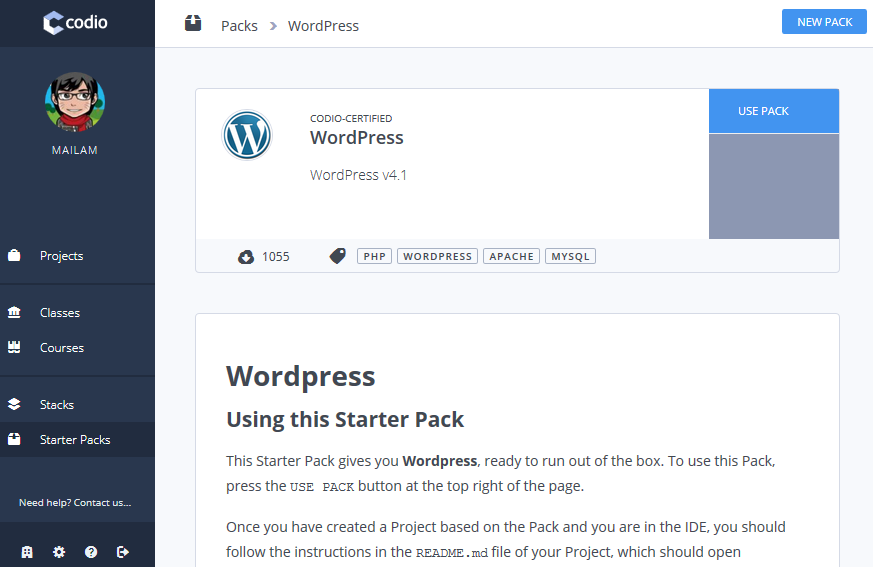 codio
Packs > WordPress
NEW PACK
MAILAM
Projects
Classes
Courses
Stacks
Starter Packs
Need help? Contact us...
CODIO-CERTIFIED
WordPress
WordPress v4.1
USE PACK
1055
PHP WORDPRESS APACHE MYSQL
Wordpress
Using this Starter Pack
This Starter Pack gives you Wordpress, ready to run out of the box. To use this Pack,
press the USE PACK button at the top right of the page.
Once you have created a Project based on the Pack and you are in the IDE, you should
follow the instructions in the README.md file of your Project, which should open